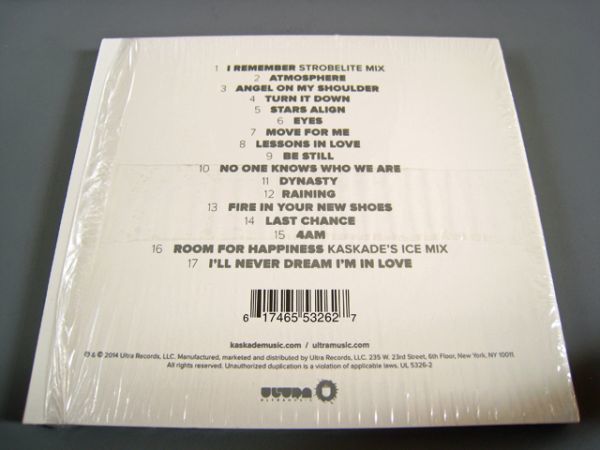 1 I REMEMBER STROBELITE MIX
2 ATMOSPHERE
3 ANGEL ON MY SHOULDER
4 TURN IT DOWN
5 STARS ALIGN
6 EYES
7 MOVE FOR ME
8 LESSONS IN LOVE
9 BE STILL
10 NO ONE KNOWS WHO WE ARE
11 DYNASTY
12 RAINING
13 FIRE IN YOUR NEW SHOES
14 LAST CHANCE
15 4AM
16 ROOM FOR HAPPINESS KASKADE'S ICE MIX
17 I'LL NEVER DREAM I'M IN LOVE
6 17465 53262 7
kaskademusic.com / ultramusic.com
℗ & © 2014 Ultra Records, LLC. Manufactured, marketed and distributed by Ultra Records, LLC. 235 W. 23rd Street, 6th Floor, New York, NY 10011.
All rights reserved. Unauthorized duplication is a violation of applicable laws. UL 5326-2
ULTRA